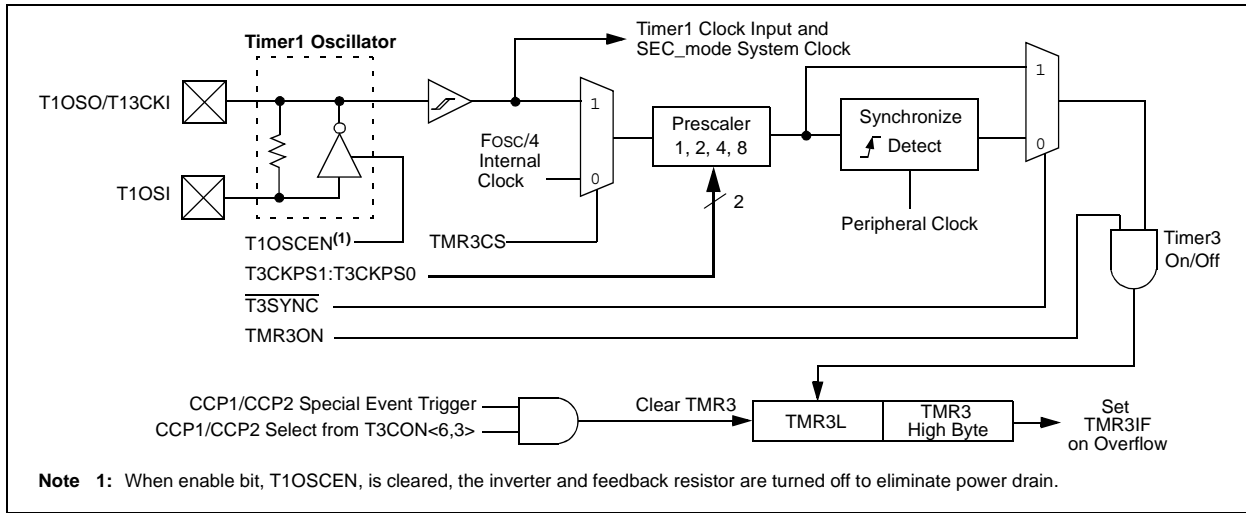 Timer1 Oscillator
Timer1 Clock Input and
SEC_mode System Clock
T1OSO/T13CKI
1
1
FOSC/4
Internal
Clock
Prescaler
1, 2, 4, 8
Synchronize
Detect
0
0
T1OSI
2
Peripheral Clock
T1OSCEN(1)
TMR3CS
Timer3
On/Off
T3CKPS1:T3CKPS0
T3SYNC
TMR3ON
CCP1/CCP2 Special Event Trigger
CCP1/CCP2 Select from T3CON<6,3>
Clear TMR3
TMR3L
TMR3
High Byte
Set
TMR3IF
on Overflow
Note 1: When enable bit, T1OSCEN, is cleared, the inverter and feedback resistor are turned off to eliminate power drain.